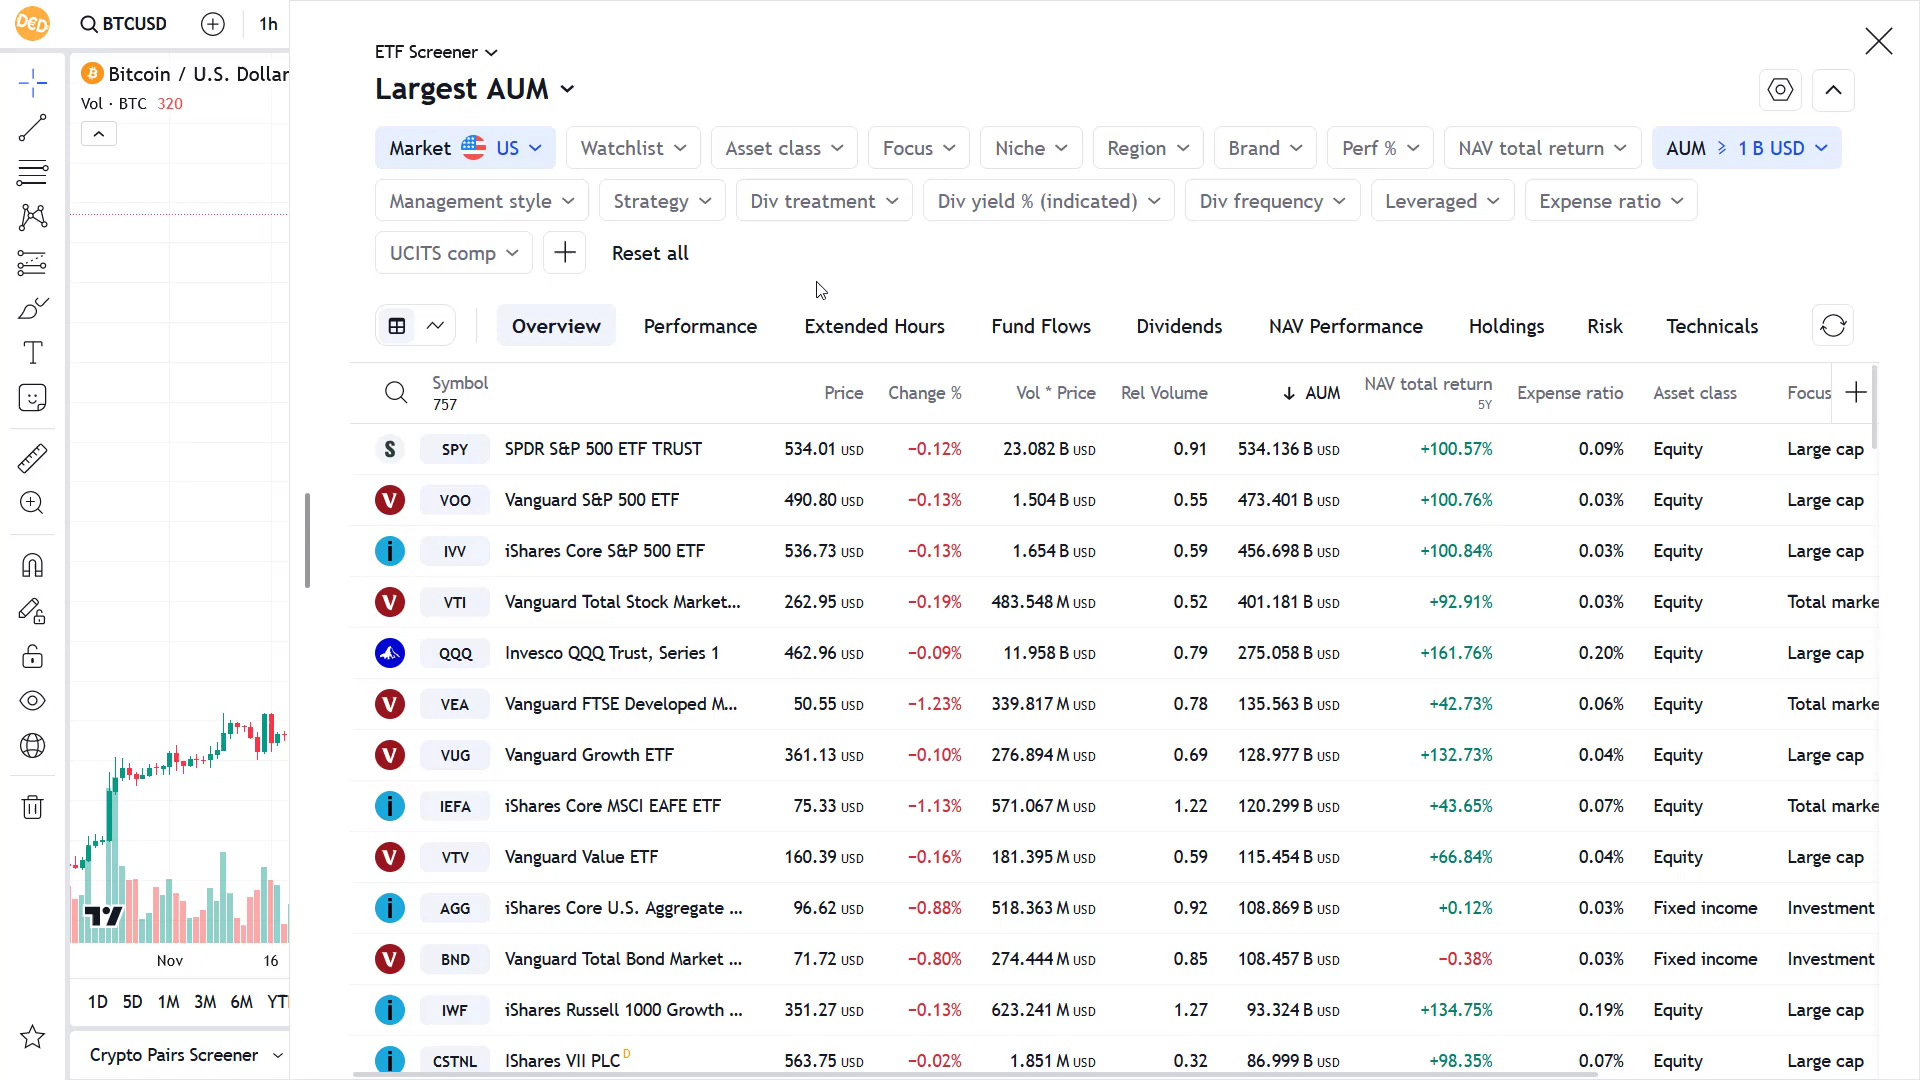 DED
BTCUSD
1h
Bitcoin / U.S. Dollar
Vol · BTC 320
Nov 16
1D 5D 1M 3M 6M
Crypto Pairs Screener
ETF Screener
Largest AUM
Market US Watchlist Asset class Focus Niche Region Brand Perf % NAV total return AUM ≥ 1 B USD
Management style Strategy Div treatment Div yield % (indicated) Div frequency Leveraged Expense ratio
UCITS comp Reset all
Overview Performance Extended Hours Fund Flows Dividends NAV Performance Holdings Risk Technicals
Symbol 757 Price Change % Vol * Price Rel Volume ↓ AUM NAV total return 5Y Expense ratio Asset class Focus
S SPY SPDR S&P 500 ETF TRUST 534.01 USD −0.12% 23.082 B USD 0.91 534.136 B USD +100.57% 0.09% Equity Large cap
V VOO Vanguard S&P 500 ETF 490.80 USD −0.13% 1.504 B USD 0.55 473.401 B USD +100.76% 0.03% Equity Large cap
i IVV iShares Core S&P 500 ETF 536.73 USD −0.13% 1.654 B USD 0.59 456.698 B USD +100.84% 0.03% Equity Large cap
V VTI Vanguard Total Stock Market... 262.95 USD −0.19% 483.548 M USD 0.52 401.181 B USD +92.91% 0.03% Equity Total marke
QQQ Invesco QQQ Trust, Series 1 462.96 USD −0.09% 11.958 B USD 0.79 275.058 B USD +161.76% 0.20% Equity Large cap
V VEA Vanguard FTSE Developed M... 50.55 USD −1.23% 339.817 M USD 0.78 135.563 B USD +42.73% 0.06% Equity Total marke
V VUG Vanguard Growth ETF 361.13 USD −0.10% 276.894 M USD 0.69 128.977 B USD +132.73% 0.04% Equity Large cap
i IEFA iShares Core MSCI EAFE ETF 75.33 USD −1.13% 571.067 M USD 1.22 120.299 B USD +43.65% 0.07% Equity Total marke
V VTV Vanguard Value ETF 160.39 USD −0.16% 181.395 M USD 0.59 115.454 B USD +66.84% 0.04% Equity Large cap
i AGG iShares Core U.S. Aggregate ... 96.62 USD −0.88% 518.363 M USD 0.92 108.869 B USD +0.12% 0.03% Fixed income Investment
V BND Vanguard Total Bond Market ... 71.72 USD −0.80% 274.444 M USD 0.85 108.457 B USD −0.38% 0.03% Fixed income Investment
i IWF iShares Russell 1000 Growth ... 351.27 USD −0.13% 623.241 M USD 1.27 93.324 B USD +134.75% 0.19% Equity Large cap
i CSTNL IShares VII PLC D 563.75 USD −0.02% 1.851 M USD 0.32 86.999 B USD +98.35% 0.07% Equity Large cap